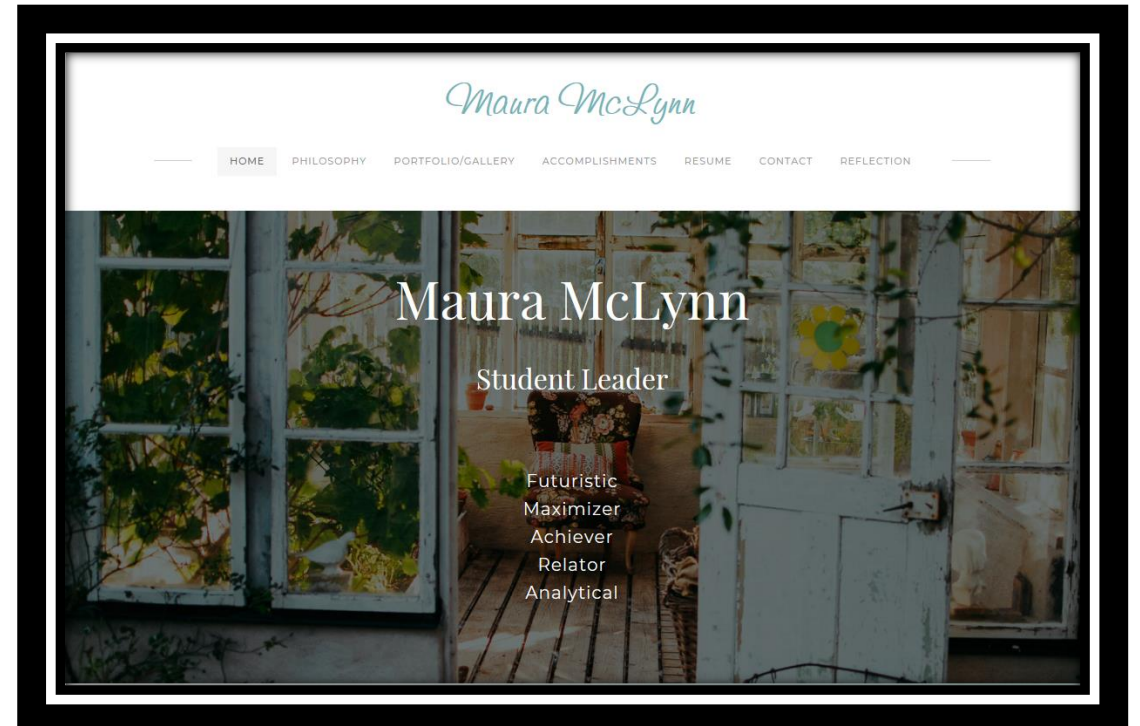 Maura McLynn
HOME PHILOSOPHY PORTFOLIO/GALLERY ACCOMPLISHMENTS RESUME CONTACT REFLECTION
Maura McLynn
Student Leader
Futuristic
Maximizer
Achiever
Relator
Analytical